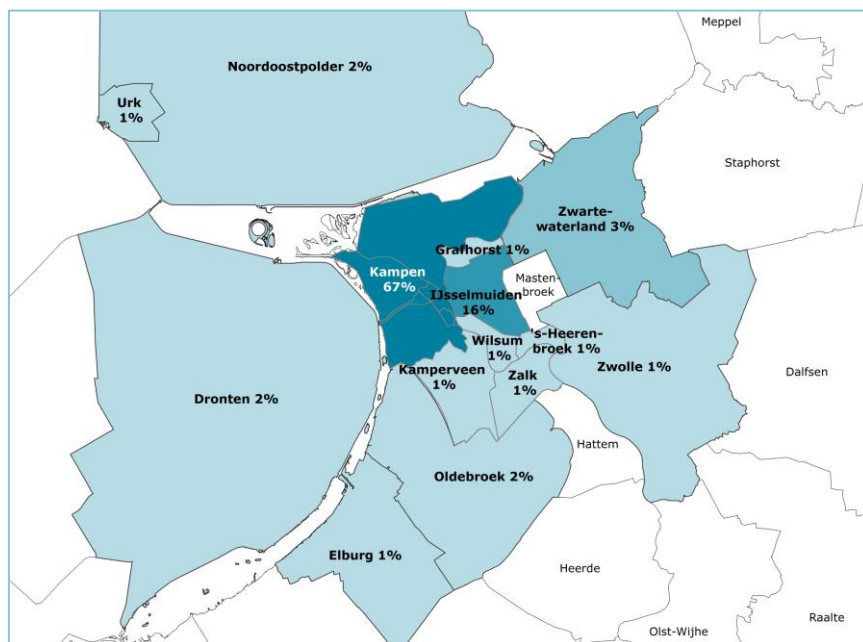 Meppel
Noordoostpolder 2%
Urk
1%
Staphorst
Zwarte-
waterland 3%
Grafhorst 1%
Kampen
67%
Masten-
broek
IJsselmuiden
16%
Wilsum
1%
's-Heeren-
broek 1%
Kamperveen
1%
Zalk
1%
Zwolle 1%
Dalfsen
Dronten 2%
Hattem
Oldebroek 2%
Elburg 1%
Heerde
Raalte
Olst-Wijhe